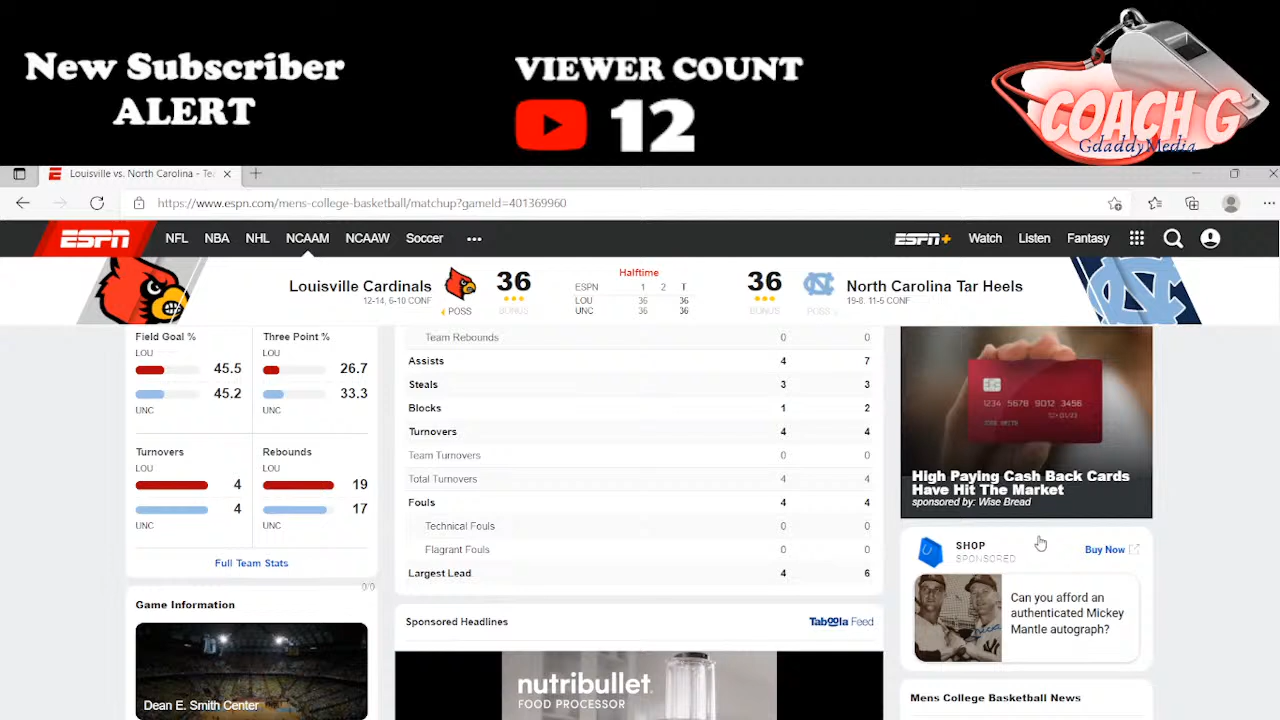 New Subscriber
ALERT
VIEWER COUNT
12
COACH G
GdaddyMedia
Louisville vs. North Carolina - Te
https://www.espn.com/mens-college-basketball/matchup?gameId=401369960
ESPN NFL NBA NHL NCAAM NCAAW Soccer ... ESPN+ Watch Listen Fantasy
Louisville Cardinals
12-14, 6-10 CONF
36
BONUS
POSS
Halftime
ESPN 1 2 T
LOU 36 36
UNC 36 36
36
BONUS
POSS
North Carolina Tar Heels
19-8, 11-5 CONF
Field Goal %
LOU
45.5
45.2
UNC
Three Point %
LOU
26.7
33.3
UNC
Turnovers
LOU
4
4
UNC
Rebounds
LOU
19
17
UNC
Full Team Stats
0/0
Game Information
Dean E. Smith Center
Team Rebounds 0 0
Assists 4 7
Steals 3 3
Blocks 1 2
Turnovers 4 4
Team Turnovers 0 0
Total Turnovers 4 4
Fouls 4 4
Technical Fouls 0 0
Flagrant Fouls 0 0
Largest Lead 4 6
Sponsored Headlines Taboola Feed
nutribullet.
FOOD PROCESSOR
1234 5678 9012 3456
High Paying Cash Back Cards
Have Hit The Market
sponsored by: Wise Bread
SHOP
SPONSORED
Buy Now
Can you afford an
authenticated Mickey
Mantle autograph?
Mens College Basketball News